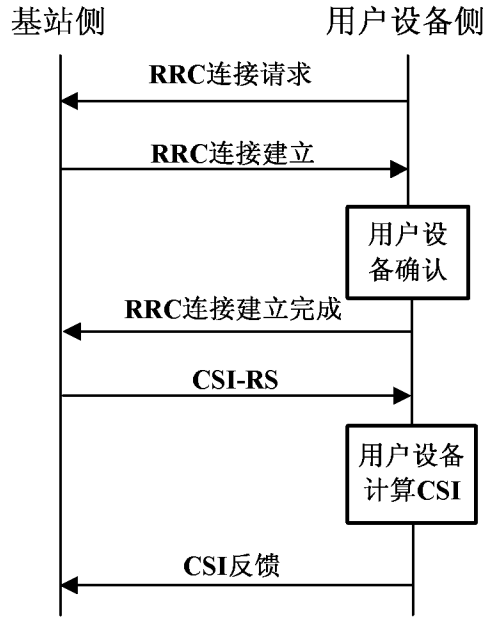 基站侧
用户设备侧
RRC连接请求
RRC连接建立
用户设
备确认
RRC连接建立完成
CSI-RS
用户设备
计算CSI
CSI反馈